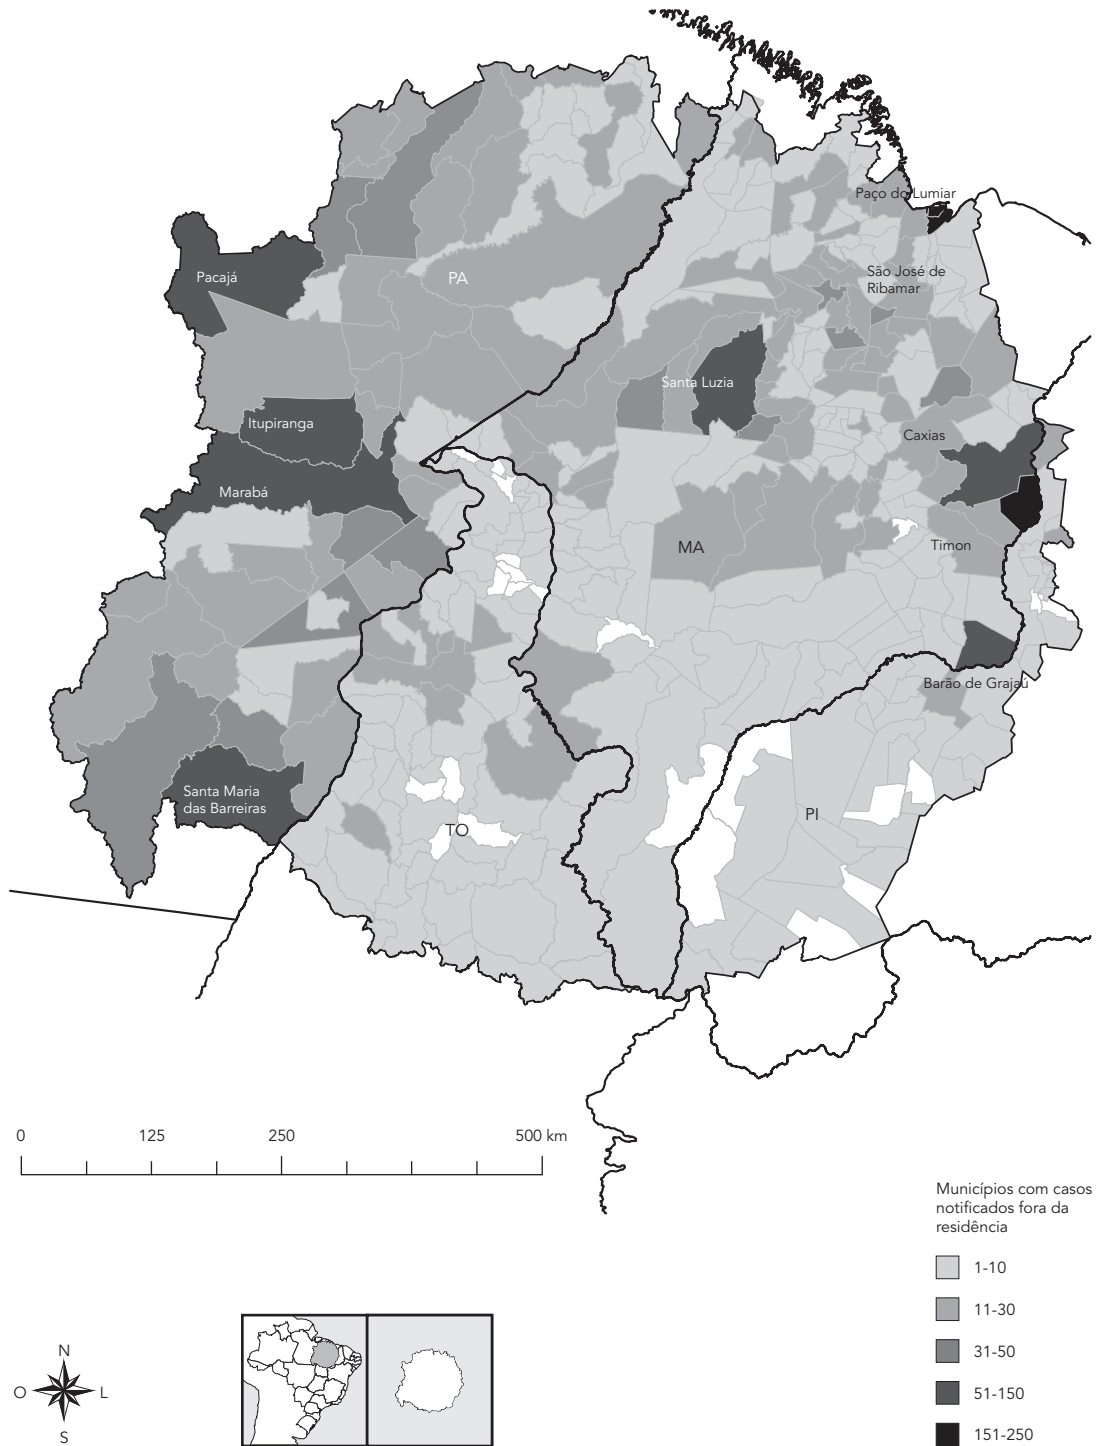 Paço do Lumiar
São José de
Ribamar
Pacajá
PA
Santa Luzia
Itupiranga
Caxias
Marabá
MA
Timon
Barão de Grajaú
Santa Maria
das Barreiras
PI
TO
0 125 250 500 km
Municípios com casos
notificados fora da
residência
1-10
11-30
31-50
51-150
151-250
N
O L
S